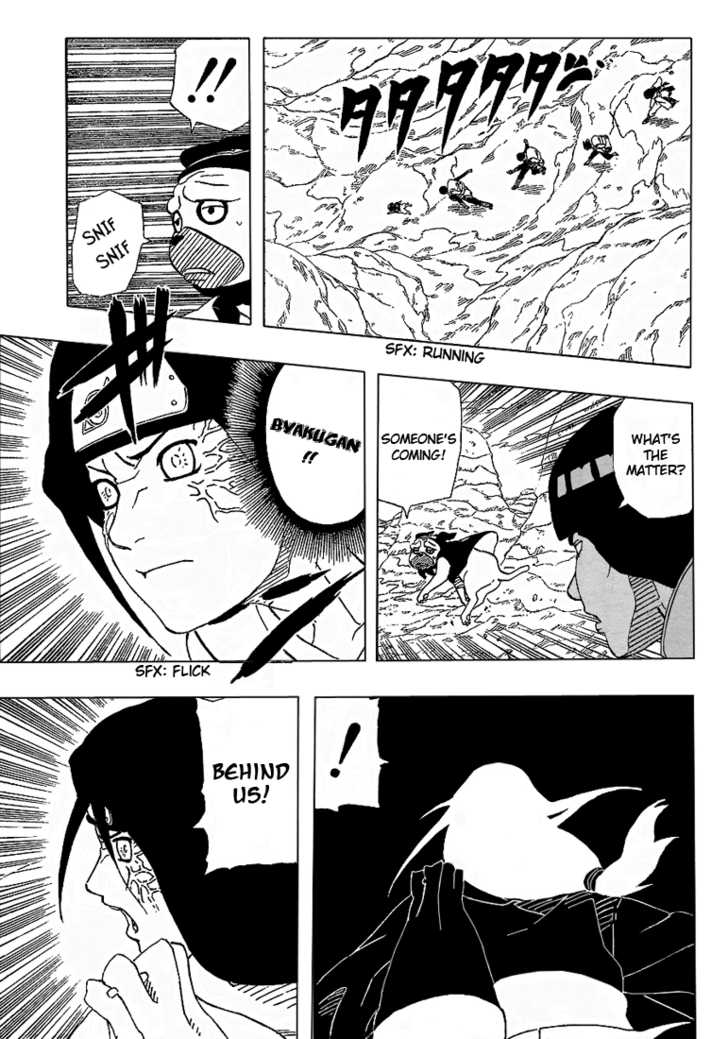 タタタタタ
SFX: RUNNING
!!
SNIF
SNIF
WHAT'S
THE
MATTER?
SOMEONE'S
COMING!
BYAKUGAN
!!
SFX: FLICK
!
BEHIND
US!